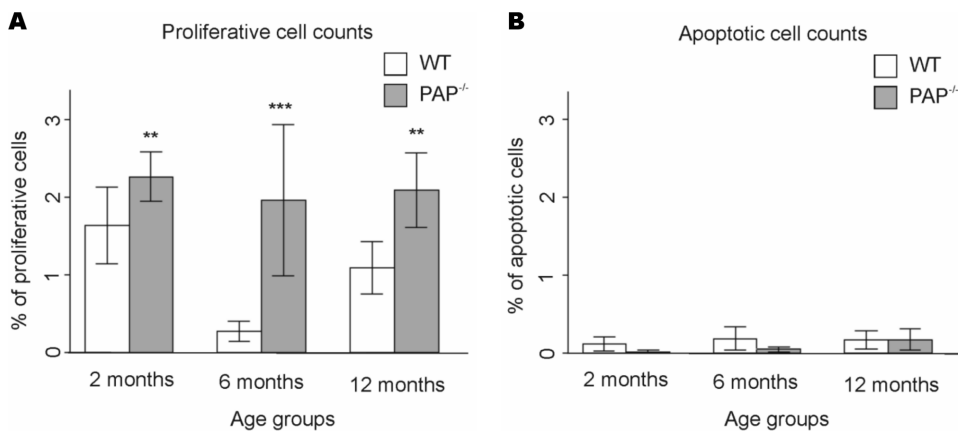 A
Proliferative cell counts
WT
PAP-/-
% of proliferative cells
3
2
1
0
**
***
**
2 months
6 months
12 months
Age groups
B
Apoptotic cell counts
WT
PAP-/-
% of apoptotic cells
3
2
1
0
2 months
6 months
12 months
Age groups